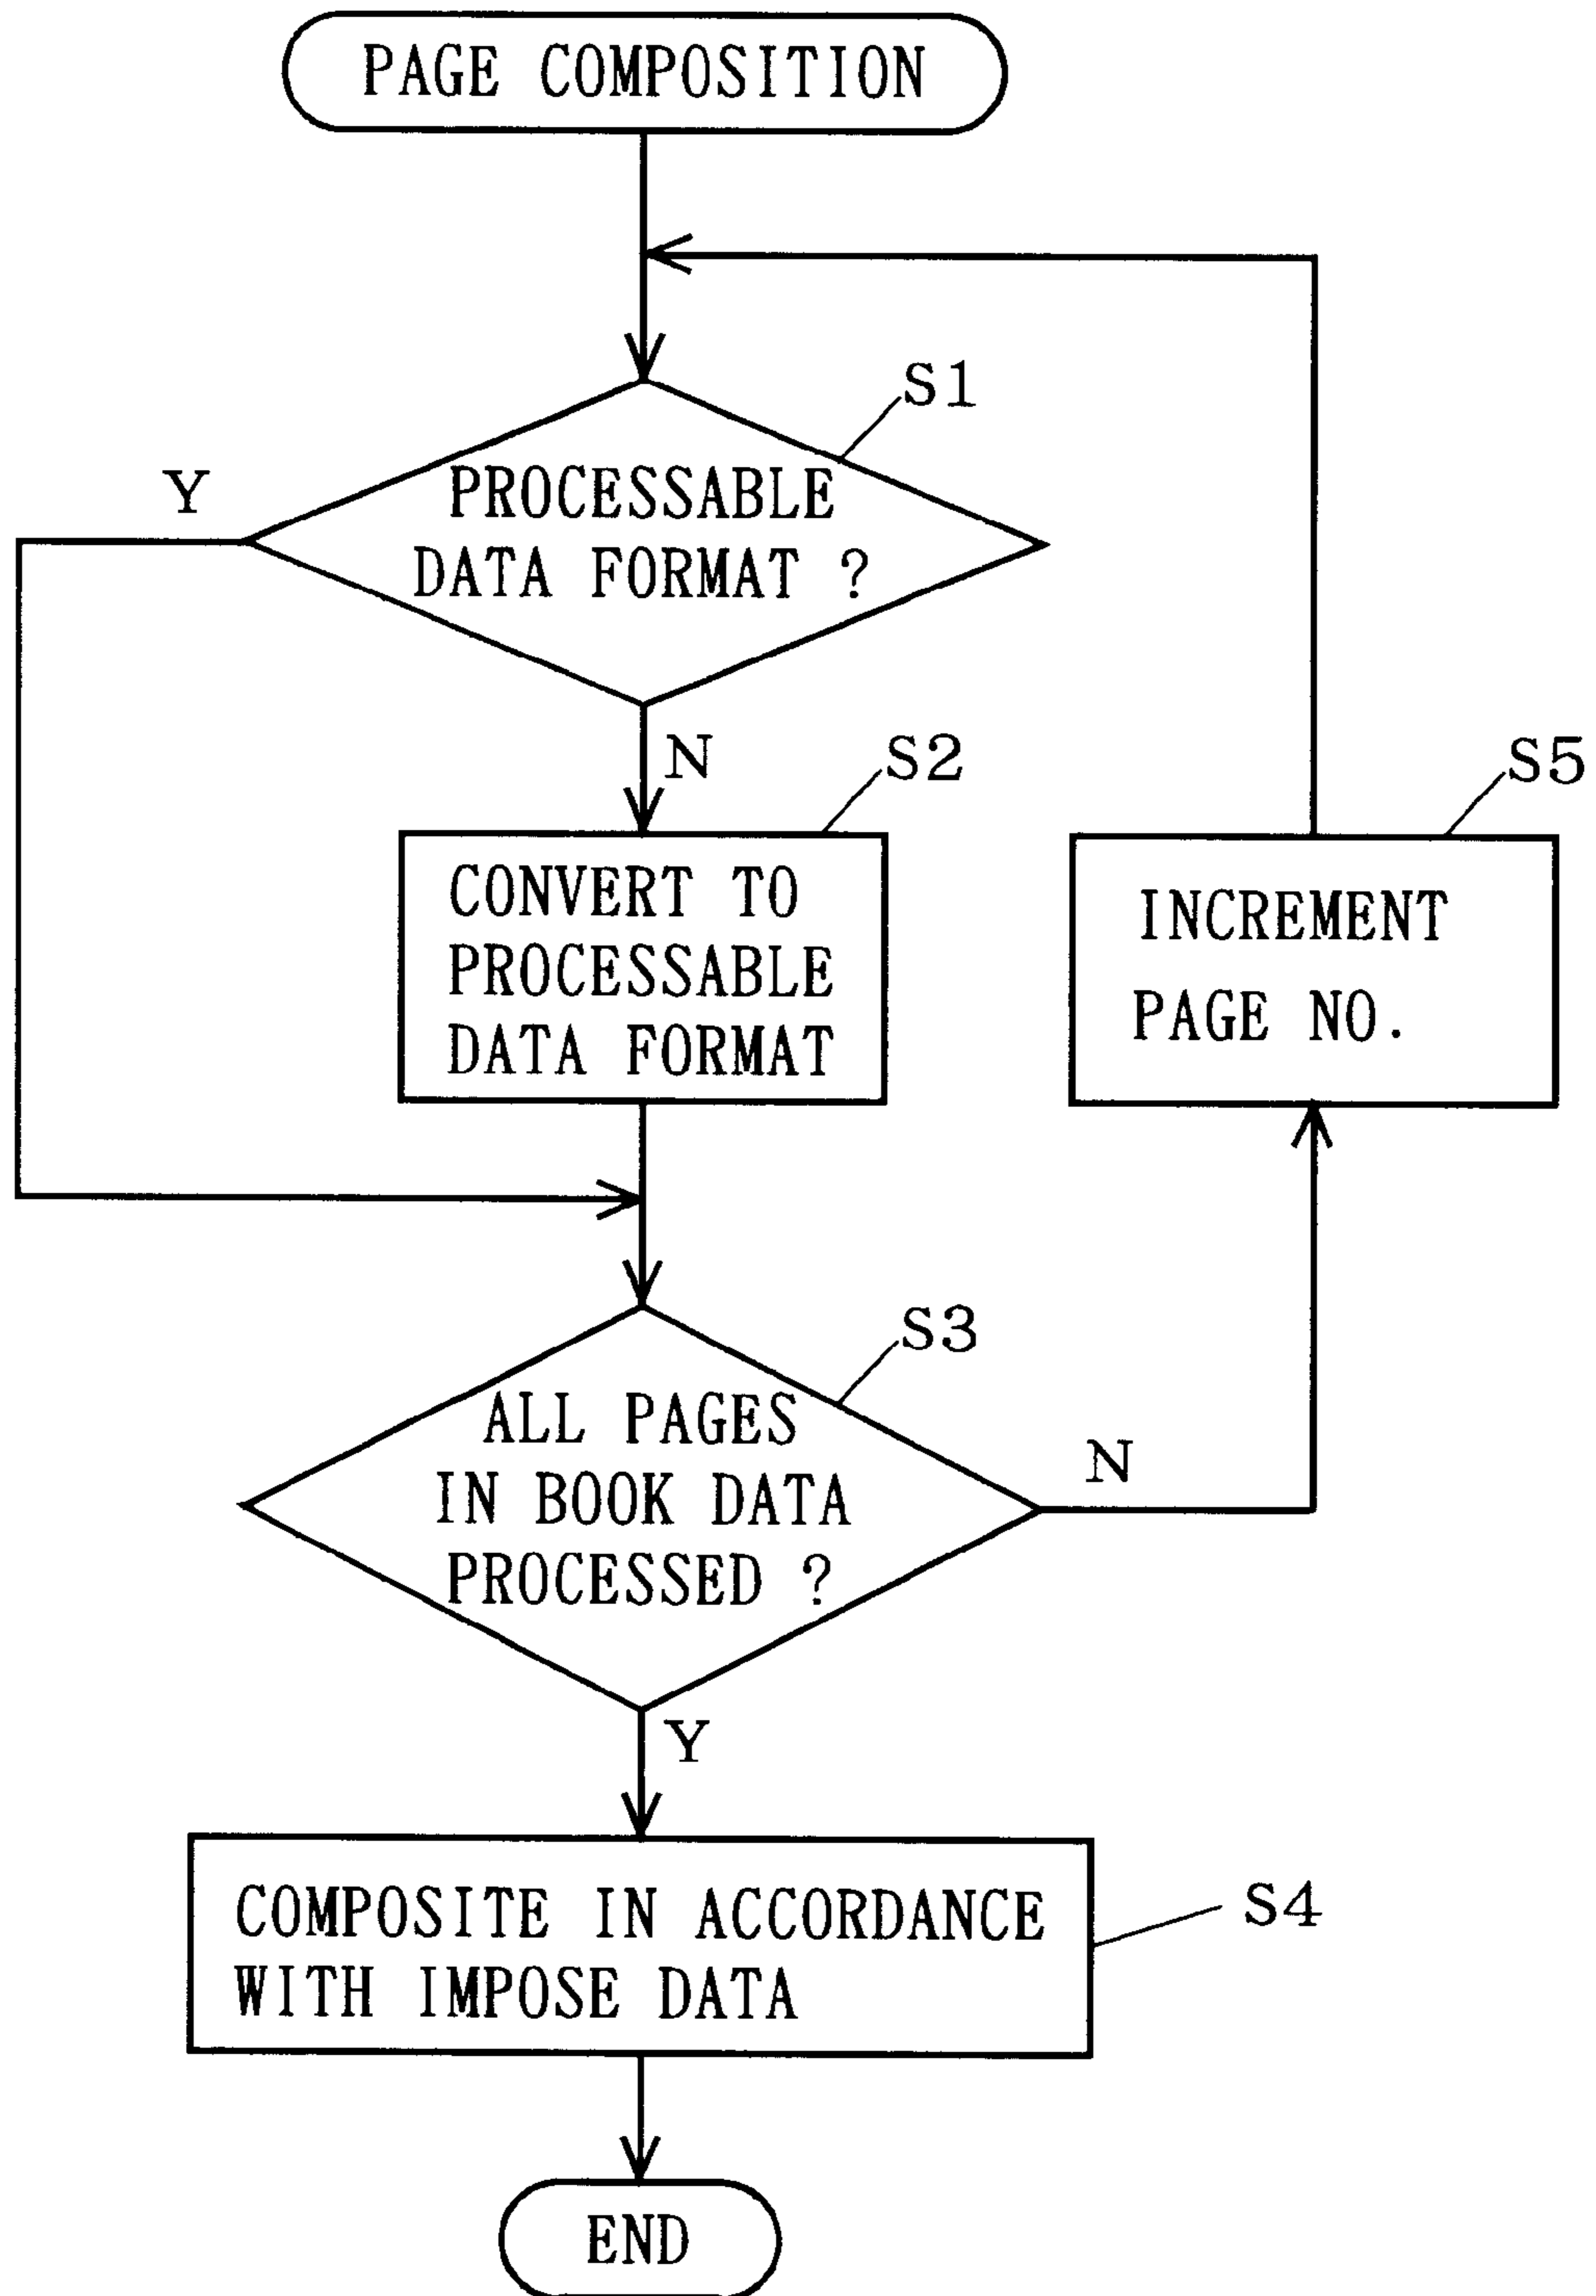 PAGE COMPOSITION
S1
Y
PROCESSABLE
DATA FORMAT ?
N
S2
S5
CONVERT TO
PROCESSABLE
DATA FORMAT
INCREMENT
PAGE NO.
S3
ALL PAGES
IN BOOK DATA
PROCESSED ?
N
Y
COMPOSITE IN ACCORDANCE
WITH IMPOSE DATA
S4
END